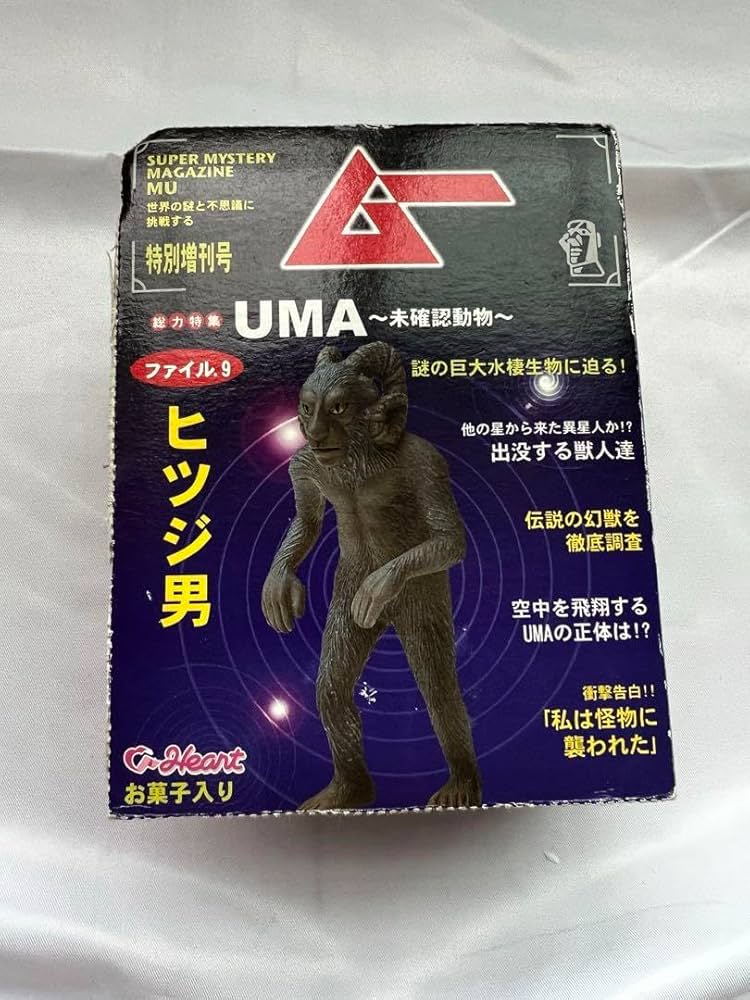 SUPER MYSTERY
MAGAZINE
MU
世界の謎と不思議に
挑戦する
特別増刊号
ムー
総力特集 UMA～未確認動物～
ファイル.9
ヒツジ男
謎の巨大水棲生物に迫る!
他の星から来た異星人か!?
出没する獣人達
伝説の幻獣を
徹底調査
空中を飛翔する
UMAの正体は!?
衝撃告白!!
「私は怪物に
襲われた」
Heart
お菓子入り